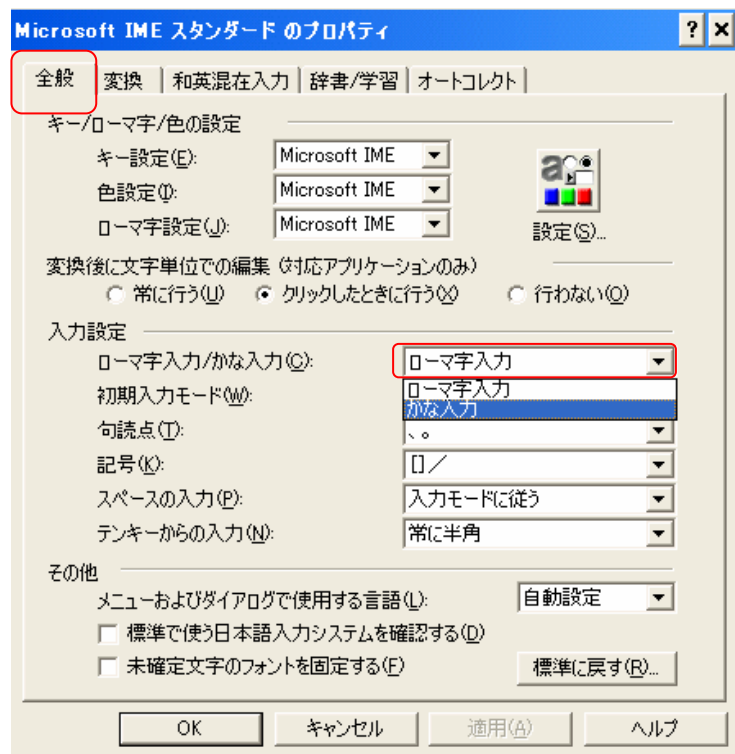 Microsoft IME スタンダード のプロパティ
全般 変換 和英混在入力 辞書/学習 オートコレクト
キー/ローマ字/色の設定
キー設定(E): Microsoft IME
色設定(I): Microsoft IME
ローマ字設定(J): Microsoft IME
設定(S)...
変換後に文字単位での編集 (対応アプリケーションのみ)
常に行う(U) クリックしたときに行う(X) 行わない(O)
入力設定
ローマ字入力/かな入力(C): ローマ字入力
ローマ字入力
初期入力モード(W): かな入力
句読点(T): 、。
記号(K): []／
スペースの入力(P): 入力モードに従う
テンキーからの入力(N): 常に半角
その他
メニューおよびダイアログで使用する言語(L): 自動設定
標準で使う日本語入力システムを確認する(D)
未確定文字のフォントを固定する(F) 標準に戻す(R)...
OK キャンセル 適用(A) ヘルプ